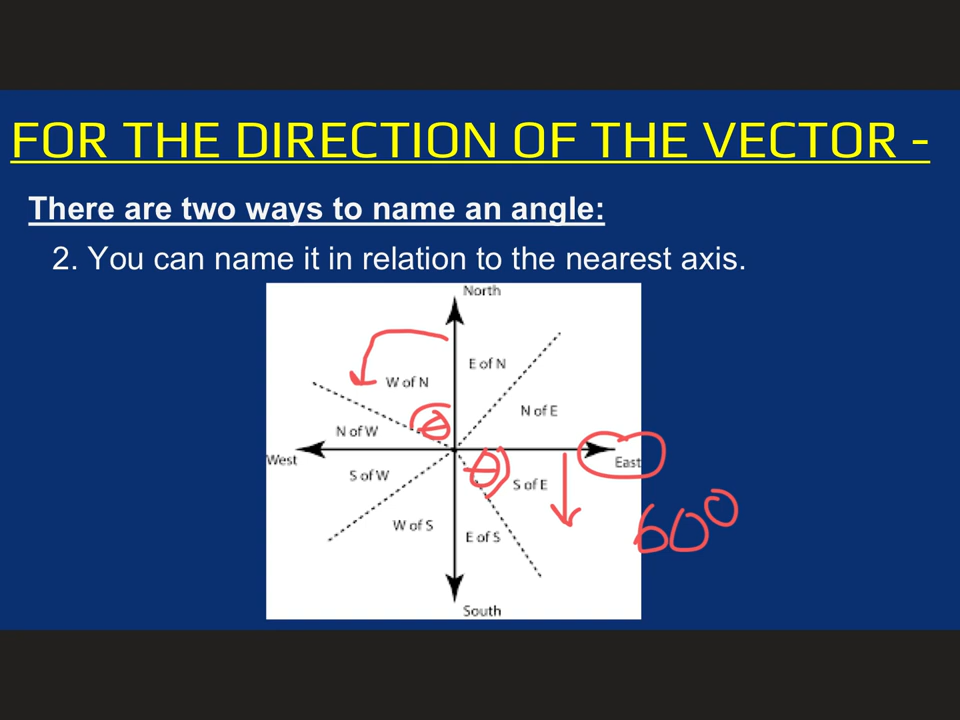 FOR THE DIRECTION OF THE VECTOR -
There are two ways to name an angle:
2. You can name it in relation to the nearest axis.
North
E of N
W of N
N of E
θ
N of W
West
East
θ
S of W
S of E
600
W of S
E of S
South